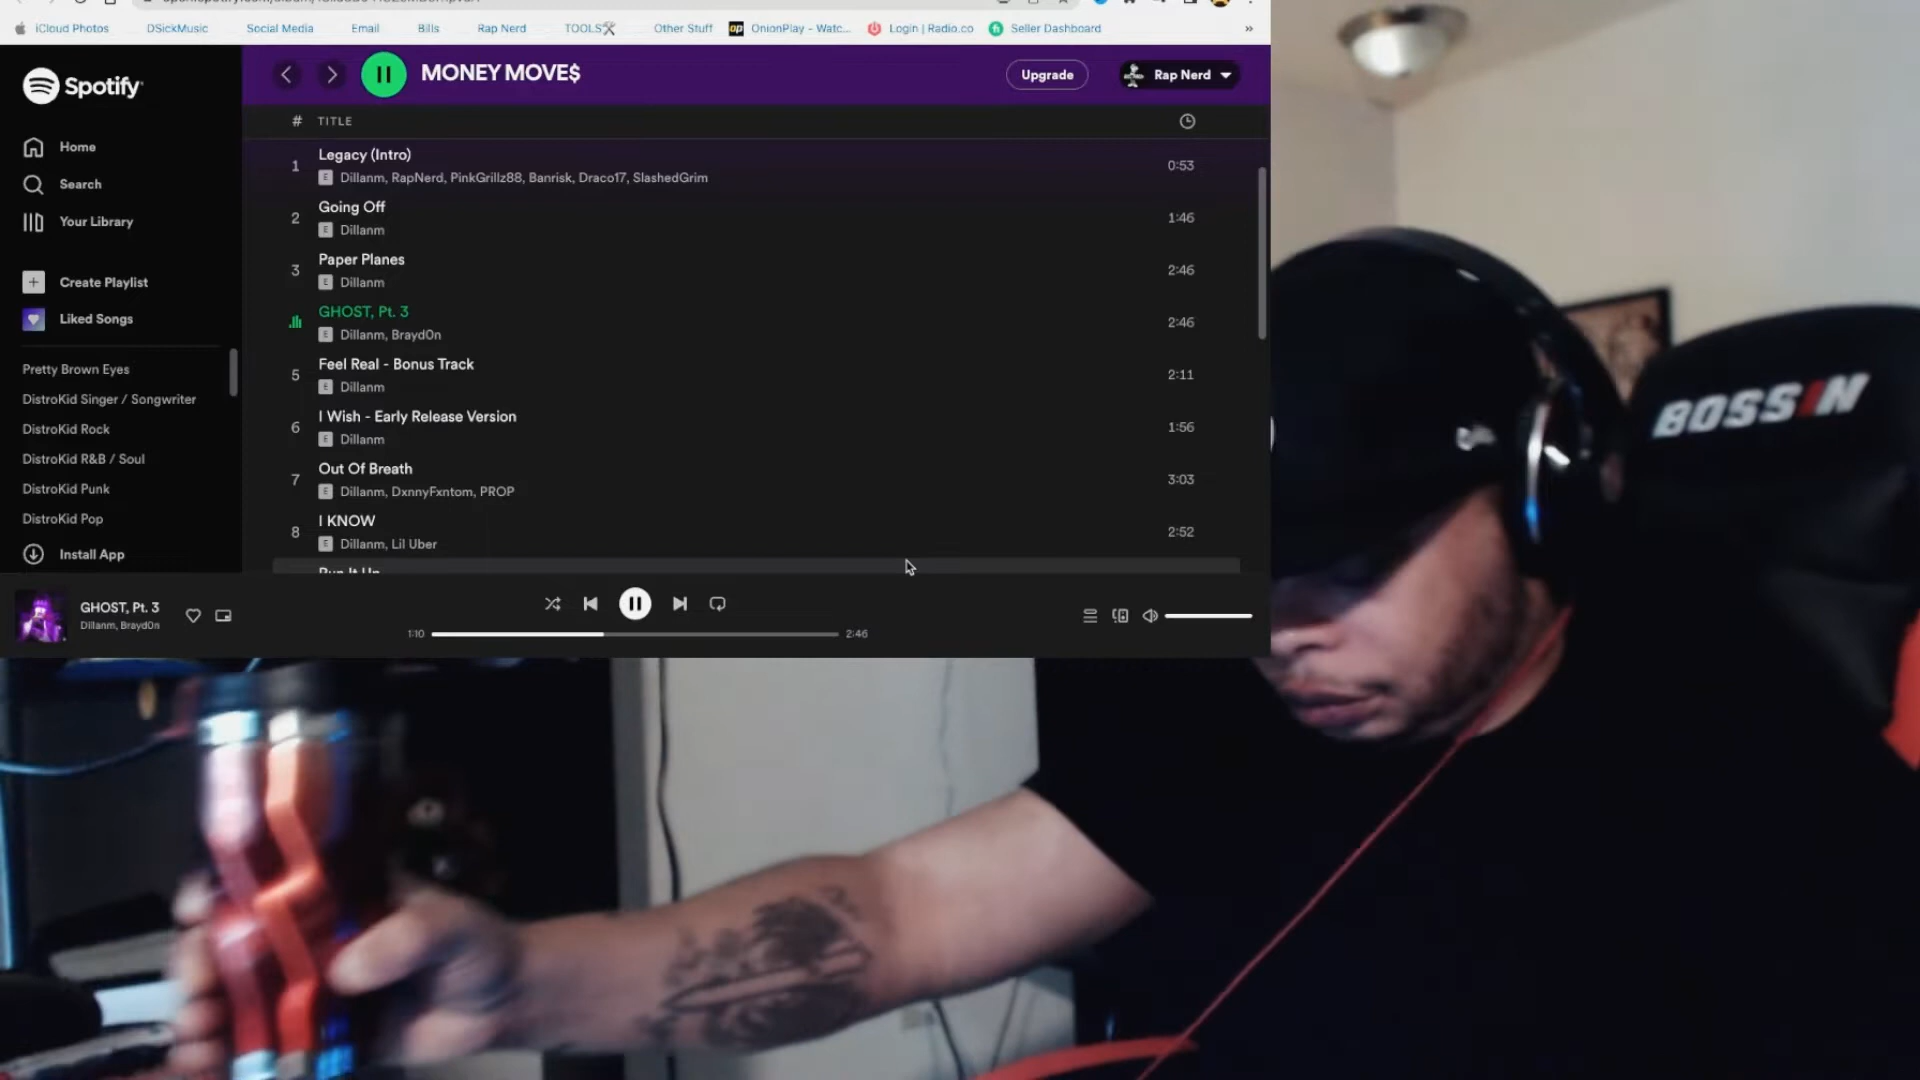 iCloud Photos DSickMusic Social Media Email Bills Rap Nerd TOOLS🛠 Other Stuff OnionPlay - Watc... Login | Radio.co Seller Dashboard »
Spotify
MONEY MOVE$
Upgrade
Rap Nerd
Home
Search
Your Library
Create Playlist
Liked Songs
Pretty Brown Eyes
DistroKid Singer / Songwriter
DistroKid Rock
DistroKid R&B / Soul
DistroKid Punk
DistroKid Pop
Install App
# TITLE
1 Legacy (Intro) 0:53
E Dillanm, RapNerd, PinkGrillz88, Banrisk, Draco17, SlashedGrim
2 Going Off 1:46
E Dillanm
3 Paper Planes 2:46
E Dillanm
GHOST, Pt. 3 2:46
E Dillanm, Brayd0n
5 Feel Real - Bonus Track 2:11
E Dillanm
6 I Wish - Early Release Version 1:56
E Dillanm
7 Out Of Breath 3:03
E Dillanm, DxnnyFxntom, PROP
8 I KNOW 2:52
E Dillanm, Lil Uber
Run It Up
GHOST, Pt. 3
Dillanm, Brayd0n
1:10 2:46
BOSSIN